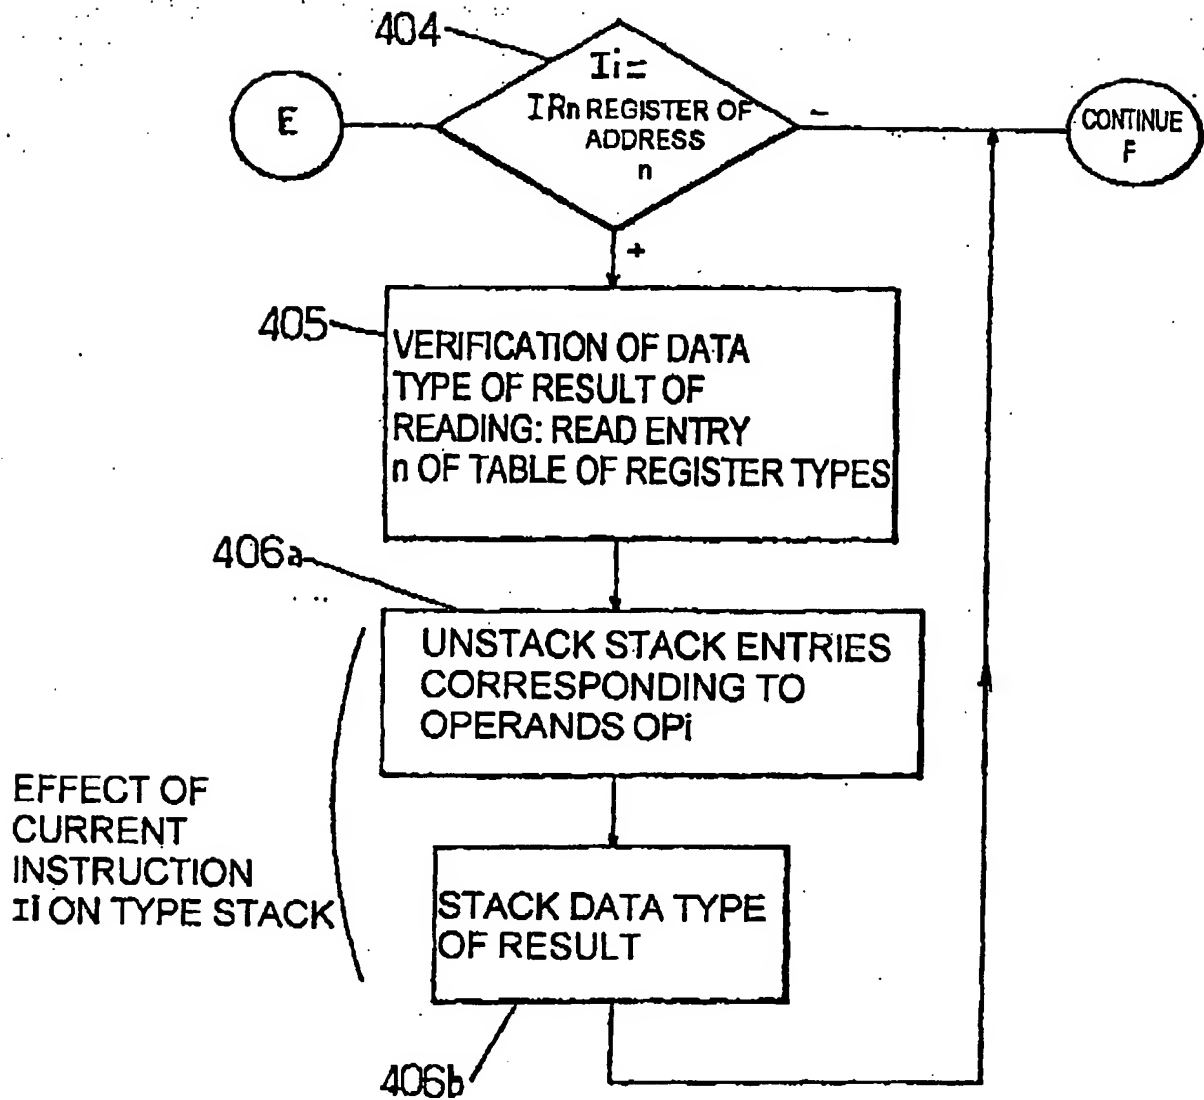 404
Ii=
IRn REGISTER OF
ADDRESS
n
E
-
CONTINUE
F
+
405
VERIFICATION OF DATA
TYPE OF RESULT OF
READING: READ ENTRY
n OF TABLE OF REGISTER TYPES
406a
UNSTACK STACK ENTRIES
CORRESPONDING TO
OPERANDS OPi
EFFECT OF
CURRENT
INSTRUCTION
Ii ON TYPE STACK
STACK DATA TYPE
OF RESULT
406b